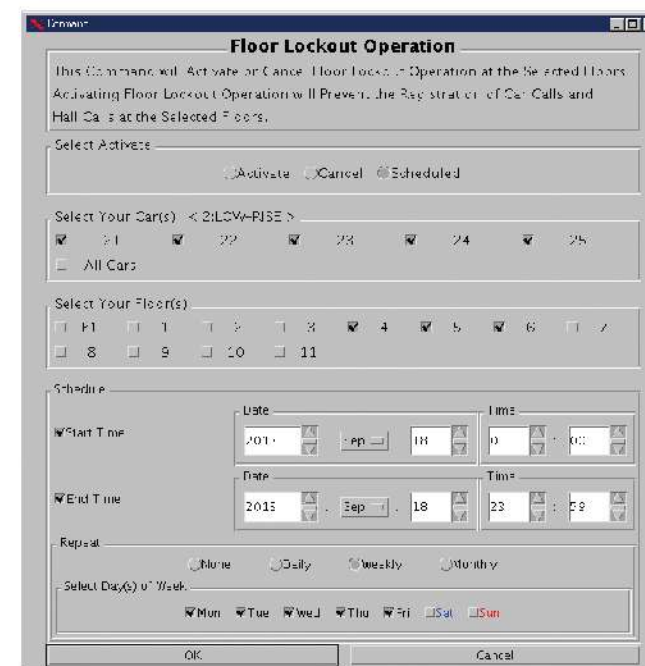 Command
Floor Lockout Operation
This Command will Activate or Cancel Floor Lockout Operation at the Selected Floors
Activating Floor Lockout Operation will Prevent the Registration of Car Calls and
Hall Calls at the Selected Floors.
Select Activate
Activate Cancel Scheduled
Select Your Car(s) < 2:LOW-RISE >
21 22 23 24 25
All Cars
Select Your Floor(s)
1 2 3 4 5 6 7
8 9 10 11
Schedule
Date Time
Start Time Sep 18 0 : 00
Date Time
End Time 2015 . Sep . 18 23 : 59
Repeat
None Daily Weekly Monthly
Select Day(s) of Week
Mon Tue Wed Thu Fri Sat Sun
OK Cancel